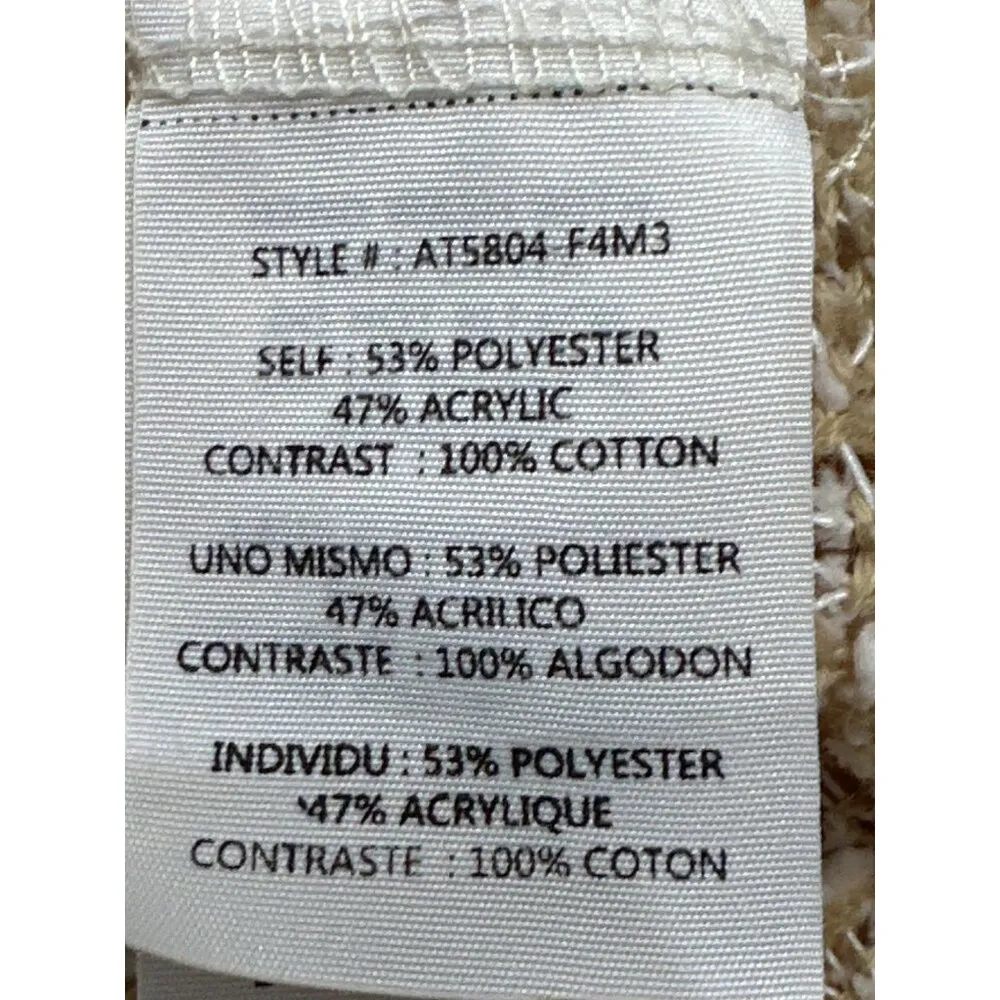 STYLE # : AT5804 F4M3
SELF : 53% POLYESTER
47% ACRYLIC
CONTRAST : 100% COTTON
UNO MISMO : 53% POLIESTER
47% ACRILICO
CONTRASTE : 100% ALGODON
INDIVIDU : 53% POLYESTER
47% ACRYLIQUE
CONTRASTE : 100% COTON